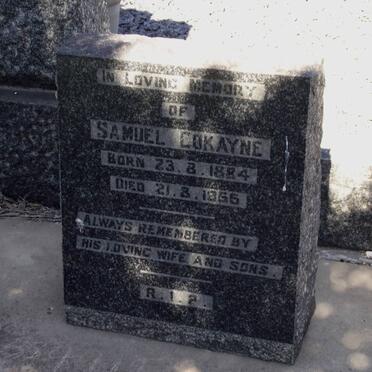 IN LOVING MEMORY
OF
SAMUEL COKAYNE
BORN 23.8.1884
DIED 21.8.1966
ALWAYS REMEMBERED BY
HIS LOVING WIFE AND SONS.
R.I.P.